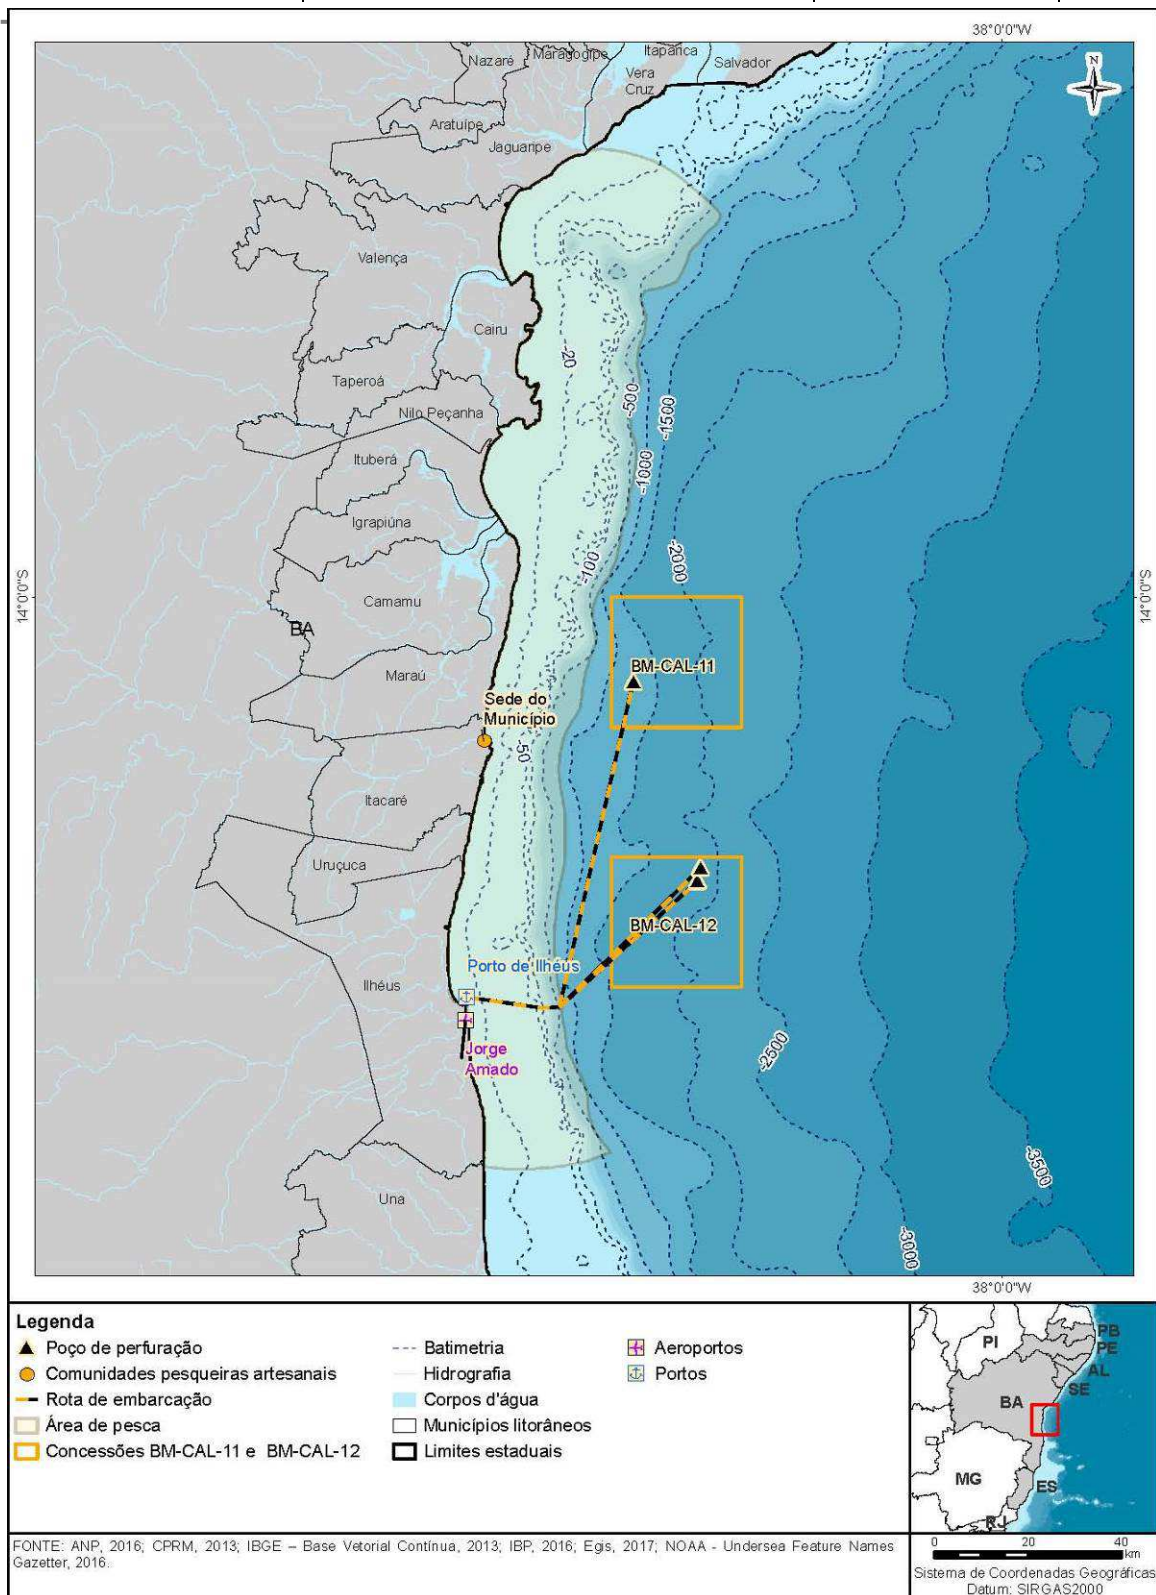 38°0'0"W
Nazaré
Maragogipe
Itaparica
Vera
Cruz
Salvador
N
Aratuípe
Jaguaripe
Valença
Cairu
-20
Taperoá
-500
-1500
Nilo Peçanha
Ituberá
-1000
Igrapiúna
-100
-2000
14°0'0"S
14°0'0"S
Camamu
BA
BM-CAL-11
Maraú
Sede do
Município
-50
Itacaré
Uruçuca
BM-CAL-12
Porto de Ilhéus
Ilhéus
Jorge
Amado
-2500
-3500
Una
-3000
38°0'0"W
Legenda
Poço de perfuração
Comunidades pesqueiras artesanais
Rota de embarcação
Área de pesca
Concessões BM-CAL-11 e BM-CAL-12
Batimetria
Hidrografia
Corpos d'água
Municípios litorâneos
Limites estaduais
Aeroportos
Portos
PI
PB
PE
AL
SE
BA
MG
ES
RJ
0 20 40
km
FONTE: ANP, 2016; CPRM, 2013; IBGE – Base Vetorial Contínua, 2013; IBP, 2016; Egis, 2017; NOAA - Undersea Feature Names
Gazetter, 2016.
Sistema de Coordenadas Geográficas
Datum: SIRGAS2000